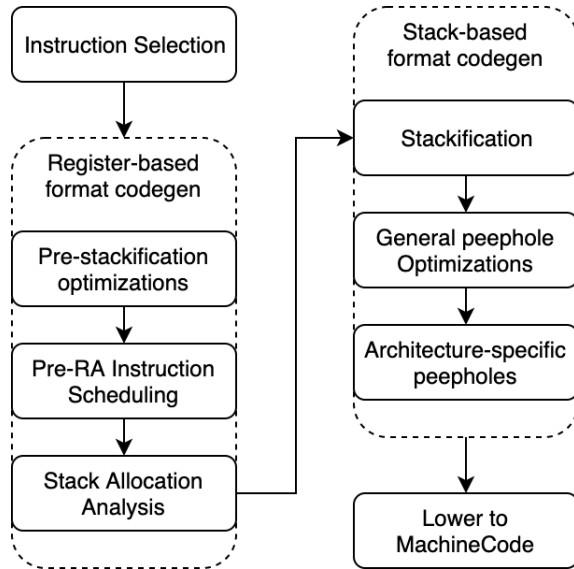 Instruction Selection
Register-based
format codegen
Pre-stackification
optimizations
Pre-RA Instruction
Scheduling
Stack Allocation
Analysis
Stack-based
format codegen
Stackification
General peephole
Optimizations
Architecture-specific
peepholes
Lower to
MachineCode